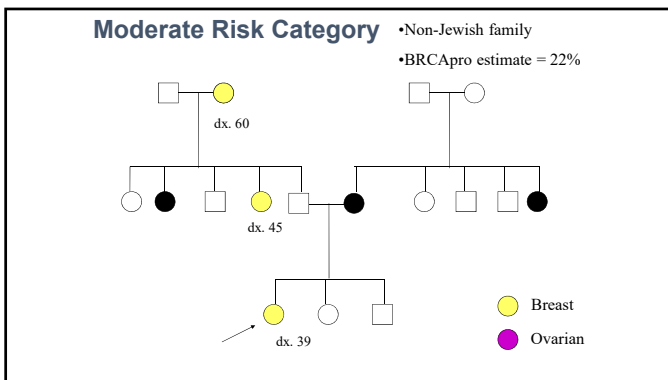 Moderate Risk Category
•Non-Jewish family
•BRCApro estimate = 22%
dx. 60
dx. 45
dx. 39
Breast
Ovarian